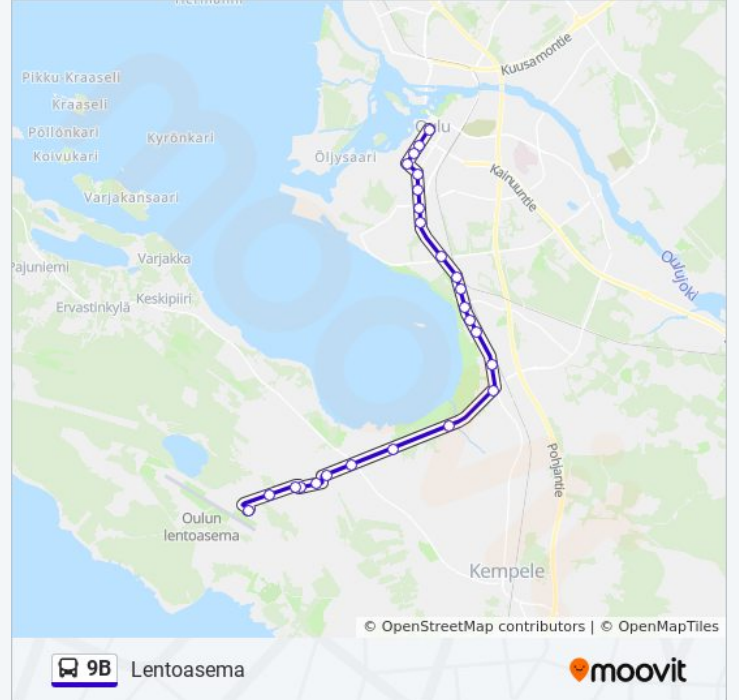 Kuusamontie
Pikku Kraaseli
Kraaseli
Pöllönkari
Kyrönkari
Koivukari
Oulu
Öljysaari
Varjakansaari
Kainuuntie
Pajuniemi
Varjakka
Oulujoki
Ervastinkylä
Keskipiiri
Pohjantie
Oulun
lentoasema
Kempele
© OpenStreetMap contributors | © OpenMapTiles
9B Lentoasema
moovit